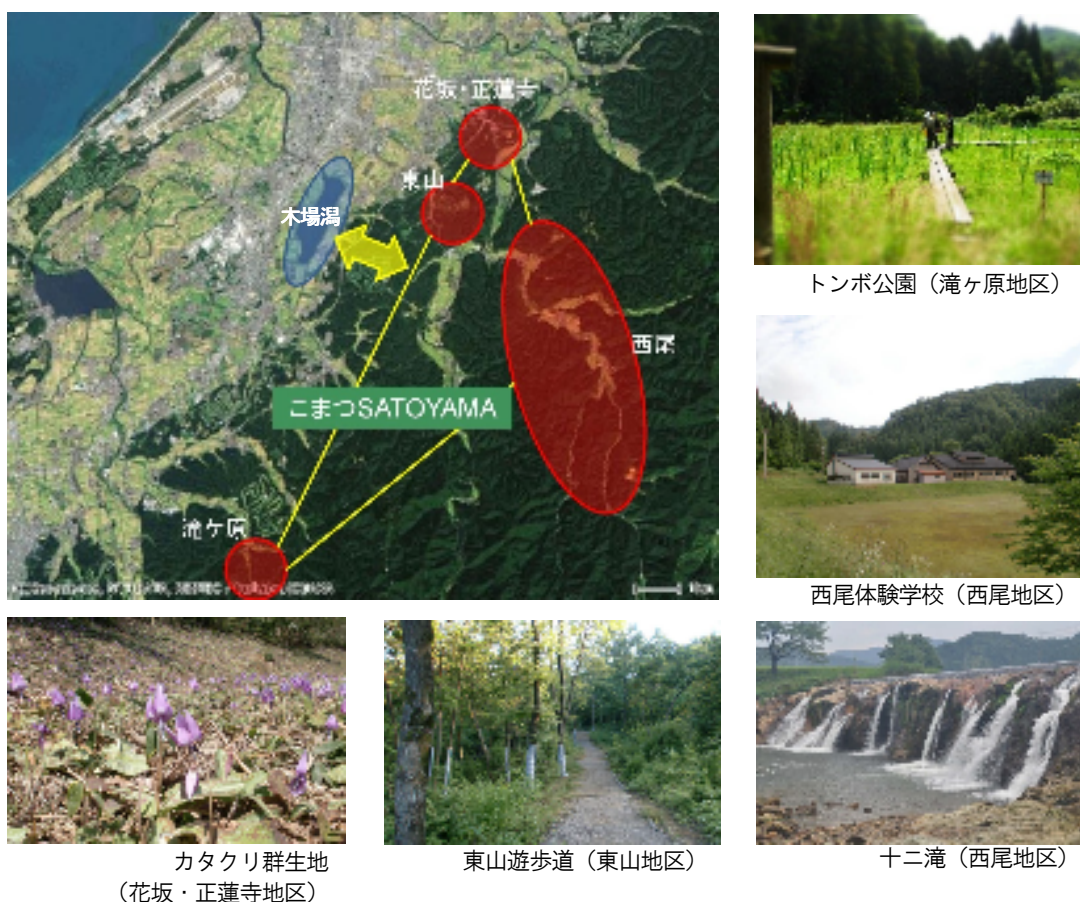 花坂・正蓮寺
東山
木場潟
西尾
こまつSATOYAMA
滝ケ原
トンボ公園（滝ヶ原地区）
西尾体験学校（西尾地区）
カタクリ群生地
（花坂・正蓮寺地区）
東山遊歩道（東山地区）
十二滝（西尾地区）